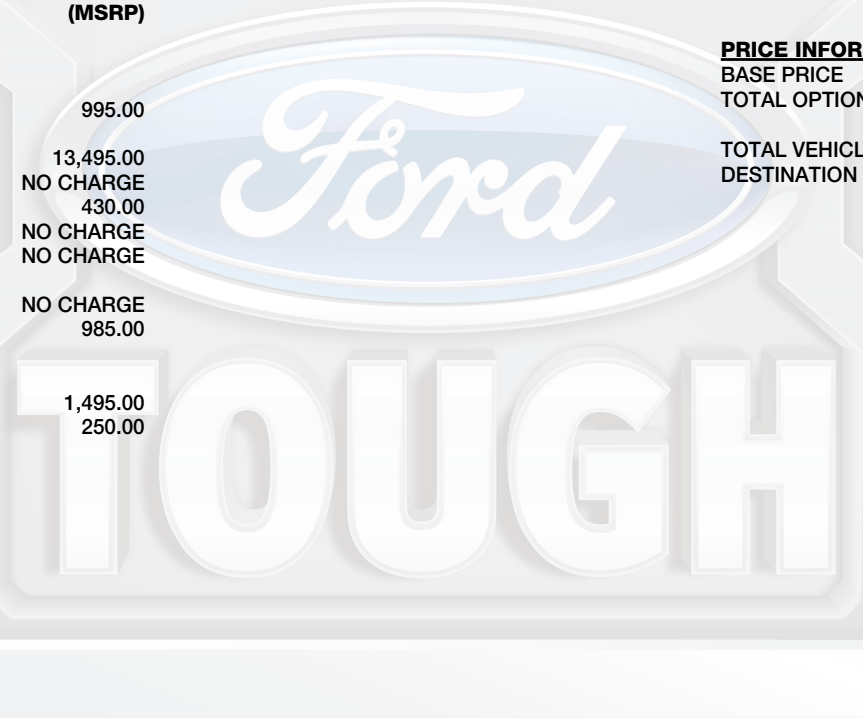 (MSRP)
995.00
13,495.00
NO CHARGE
430.00
NO CHARGE
NO CHARGE
NO CHARGE
985.00
1,495.00
250.00
PRICE INFOR
BASE PRICE
TOTAL OPTION
TOTAL VEHICL
DESTINATION
Ford
TOUGH